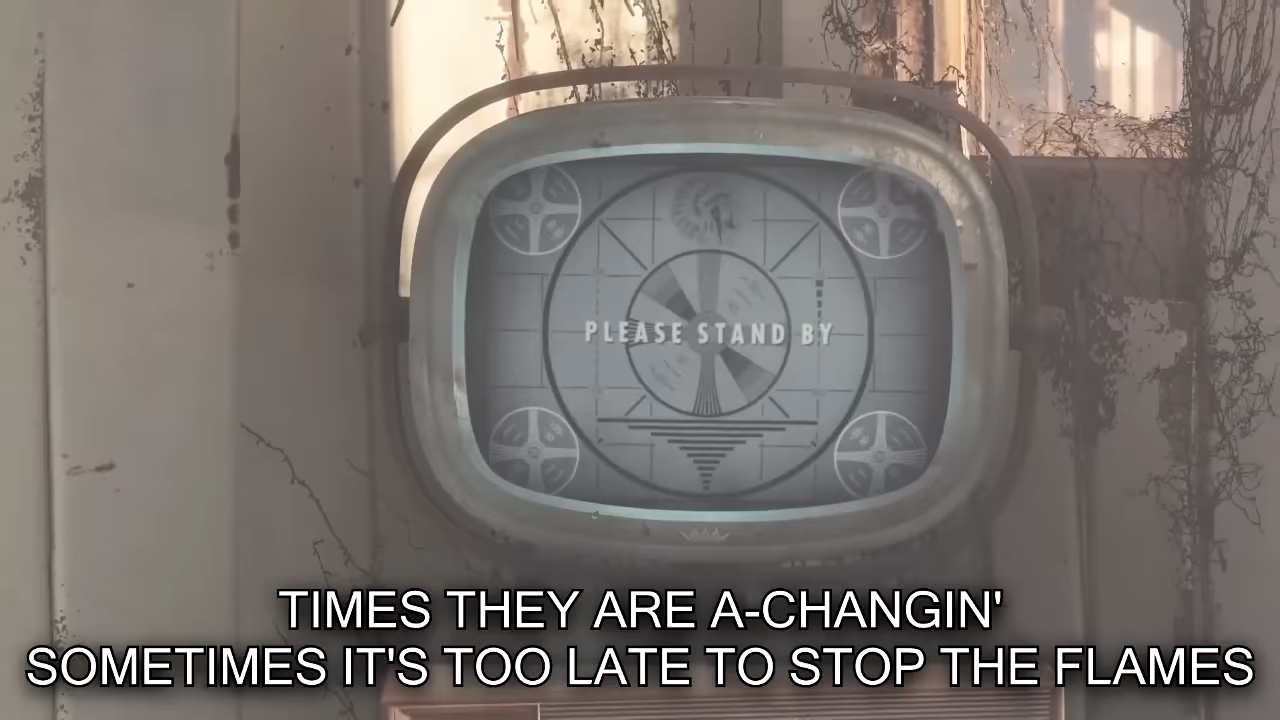 PLEASE STAND BY
TIMES THEY ARE A-CHANGIN'
SOMETIMES IT'S TOO LATE TO STOP THE FLAMES